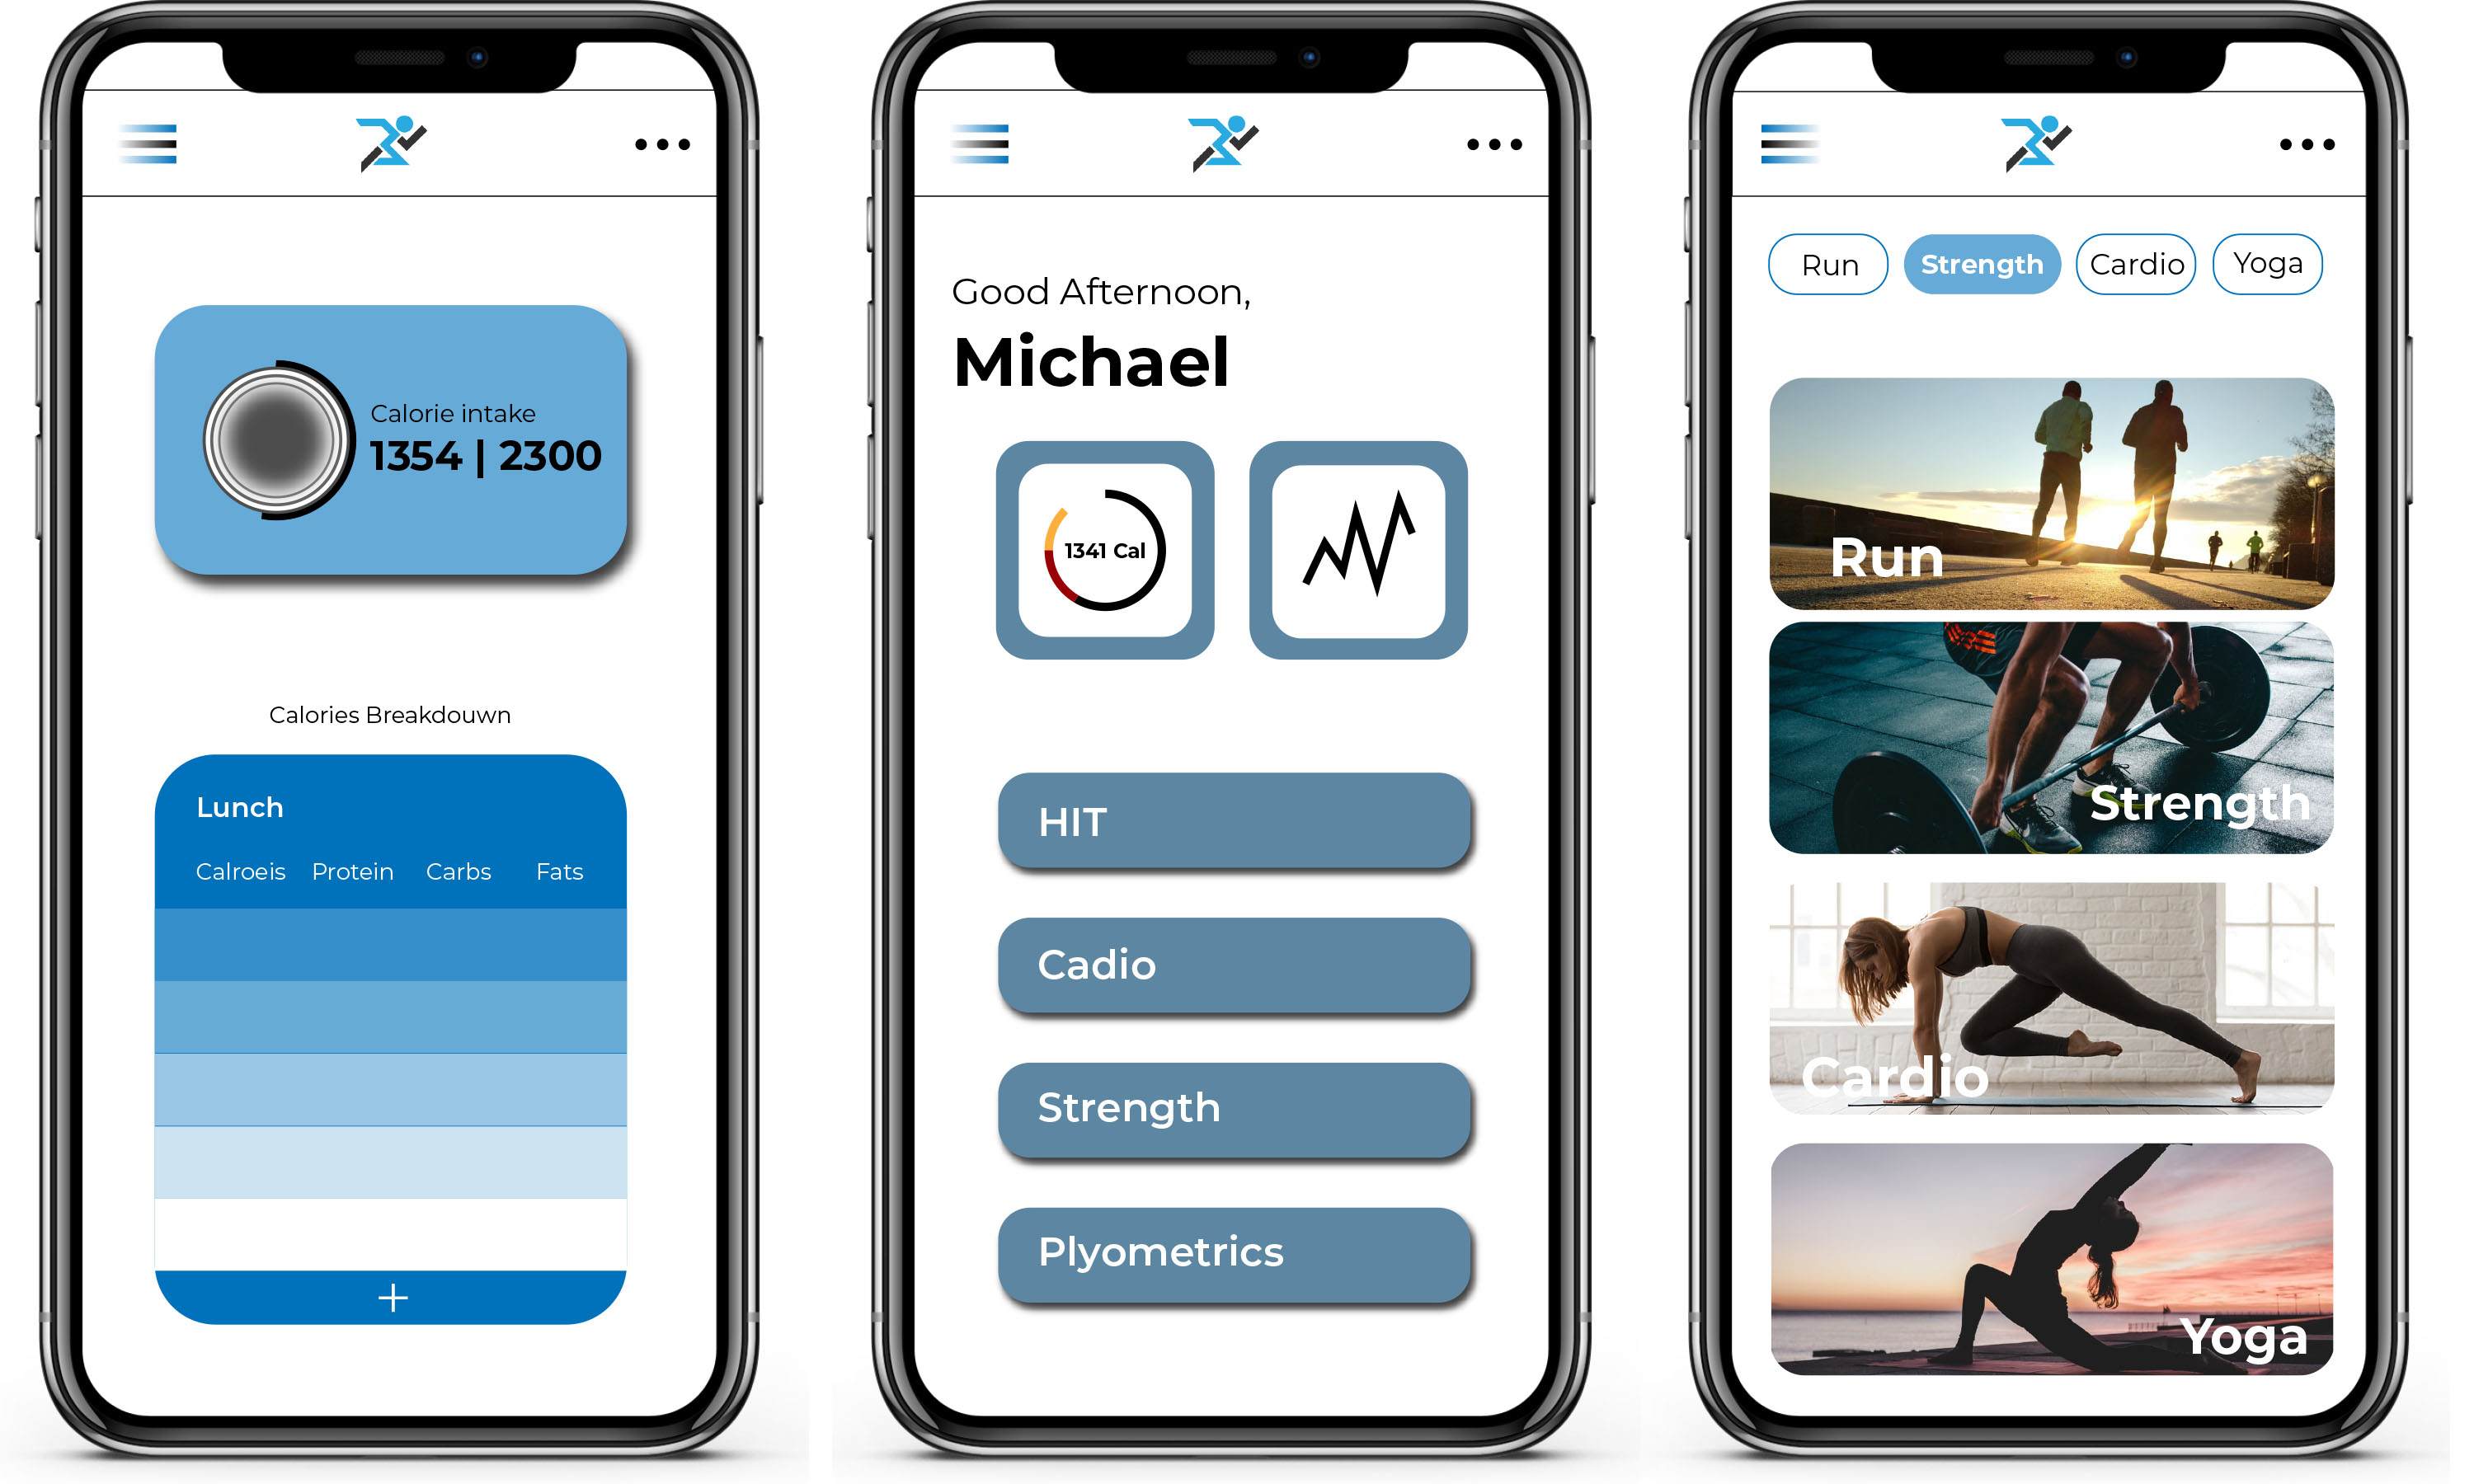 Calorie intake
1354 | 2300
Calories Breakdouwn
Lunch
Calroeis Protein Carbs Fats
Good Afternoon,
Michael
1341 Cal
HIT
Cadio
Strength
Plyometrics
Run Strength Cardio Yoga
Run
Strength
Cardio
Yoga